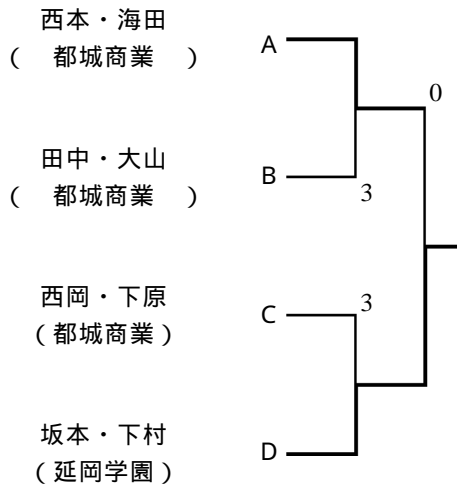 西本・海田
( 都城商業 )
A
0
田中・大山
( 都城商業 )
B
3
西岡・下原
( 都城商業 )
C
3
坂本・下村
( 延岡学園 )
D